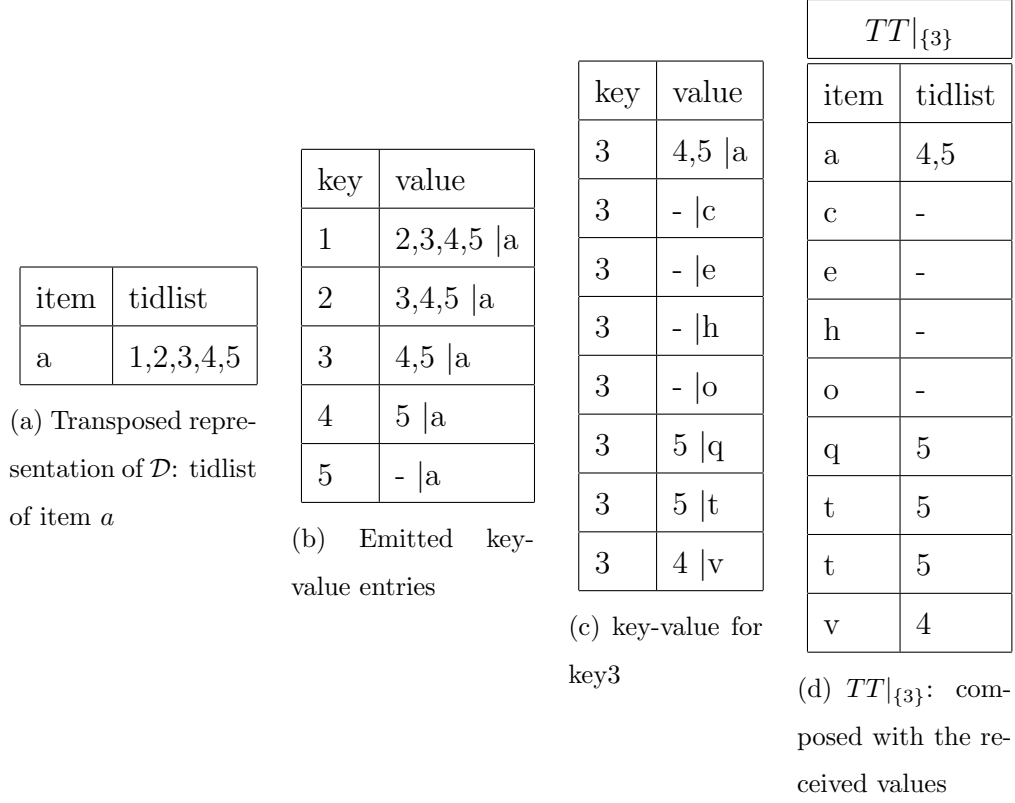 item tidlist
a 1,2,3,4,5
(a) Transposed repre-
sentation of 𝒟: tidlist
of item a
key value
1 2,3,4,5 |a
2 3,4,5 |a
3 4,5 |a
4 5 |a
5 - |a
(b) Emitted key-
value entries
key value
3 4,5 |a
3 - |c
3 - |e
3 - |h
3 - |o
3 5 |q
3 5 |t
3 4 |v
(c) key-value for
key3
TT|{3}
item tidlist
a 4,5
c -
e -
h -
o -
q 5
t 5
t 5
v 4
(d) TT|{3}: com-
posed with the re-
ceived values